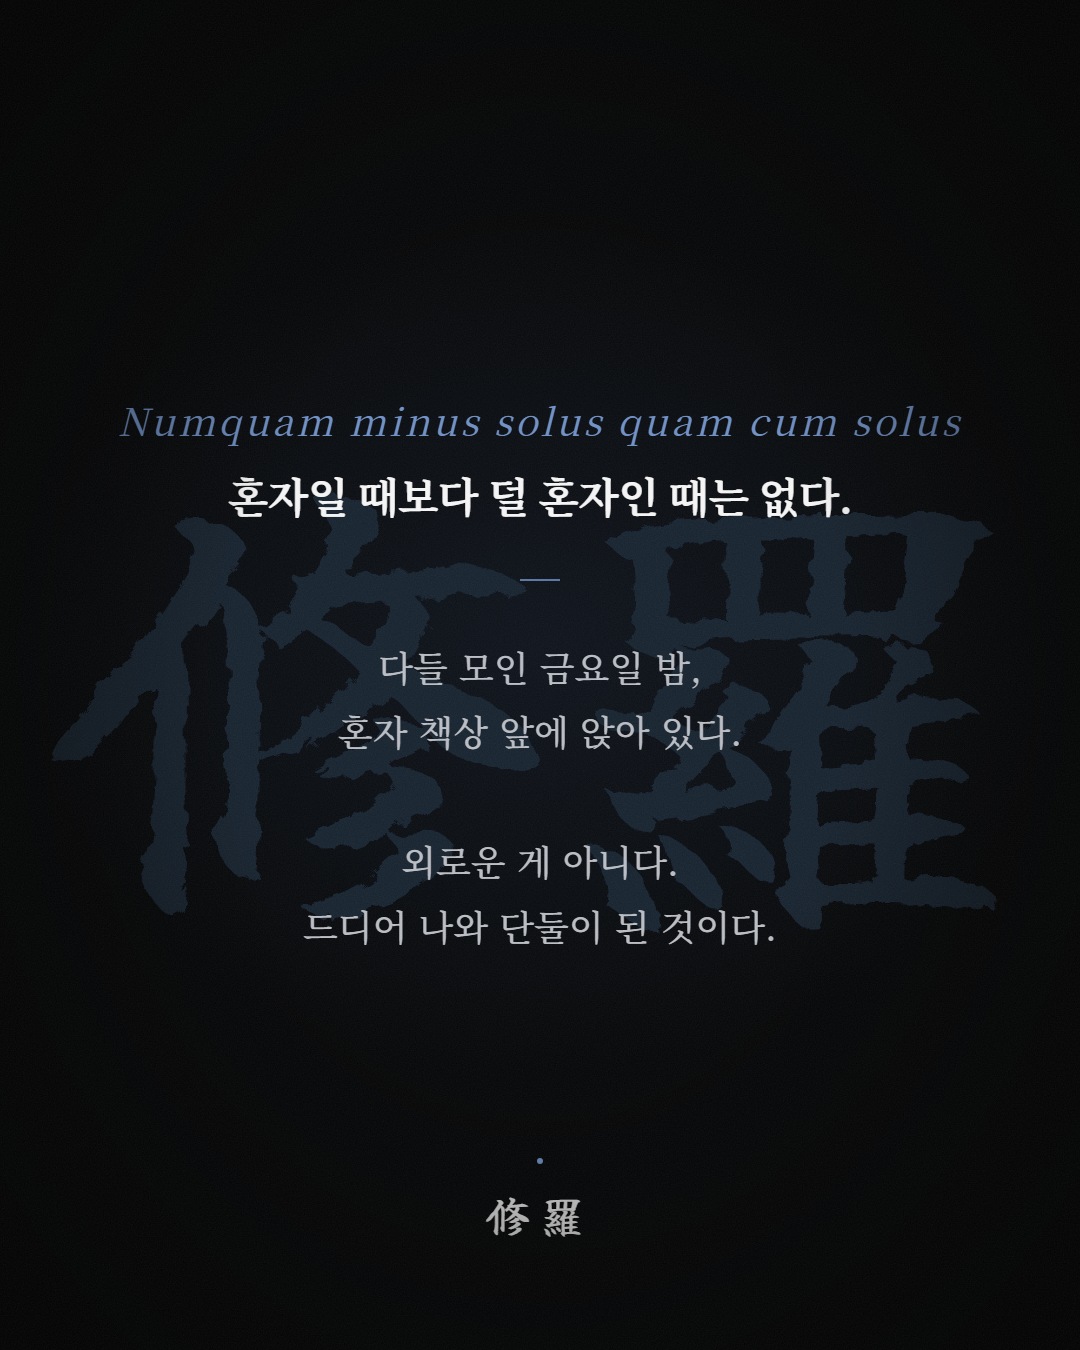 Numquam minus solus quam cum solus
혼자일 때보다 덜 혼자인 때는 없다.
修羅
다들 모인 금요일 밤,
혼자 책상 앞에 앉아 있다.
외로운 게 아니다.
드디어 나와 단둘이 된 것이다.
修羅